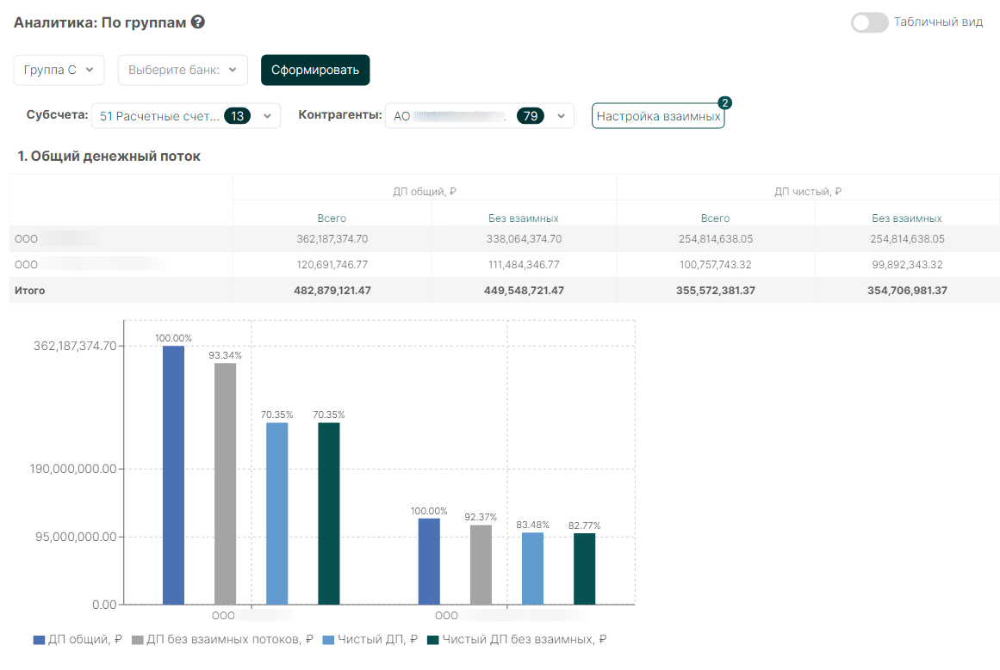 Аналитика: По группам ?
Табличный вид
Группа С
Выберите банк:
Сформировать
Субсчета: 51 Расчетные счет... 13
Контрагенты: АО . 79
Настройка взаимных 2
1. Общий денежный поток
ДП общий, ₽ ДП чистый, ₽
Всего Без взаимных Всего Без взаимных
ООО 362,187,374.70 338,064,374.70 254,814,638.05 254,814,638.05
ООО 120,691,746.77 111,484,346.77 100,757,743.32 99,892,343.32
Итого 482,879,121.47 449,548,721.47 355,572,381.37 354,706,981.37
362,187,374.70
190,000,000.00
95,000,000.00
0.00
100.00%
93.34%
70.35% 70.35%
100.00%
92.37%
83.48% 82.77%
ООО ООО
ДП общий, ₽ ДП без взаимных потоков, ₽ Чистый ДП, ₽ Чистый ДП без взаимных, ₽